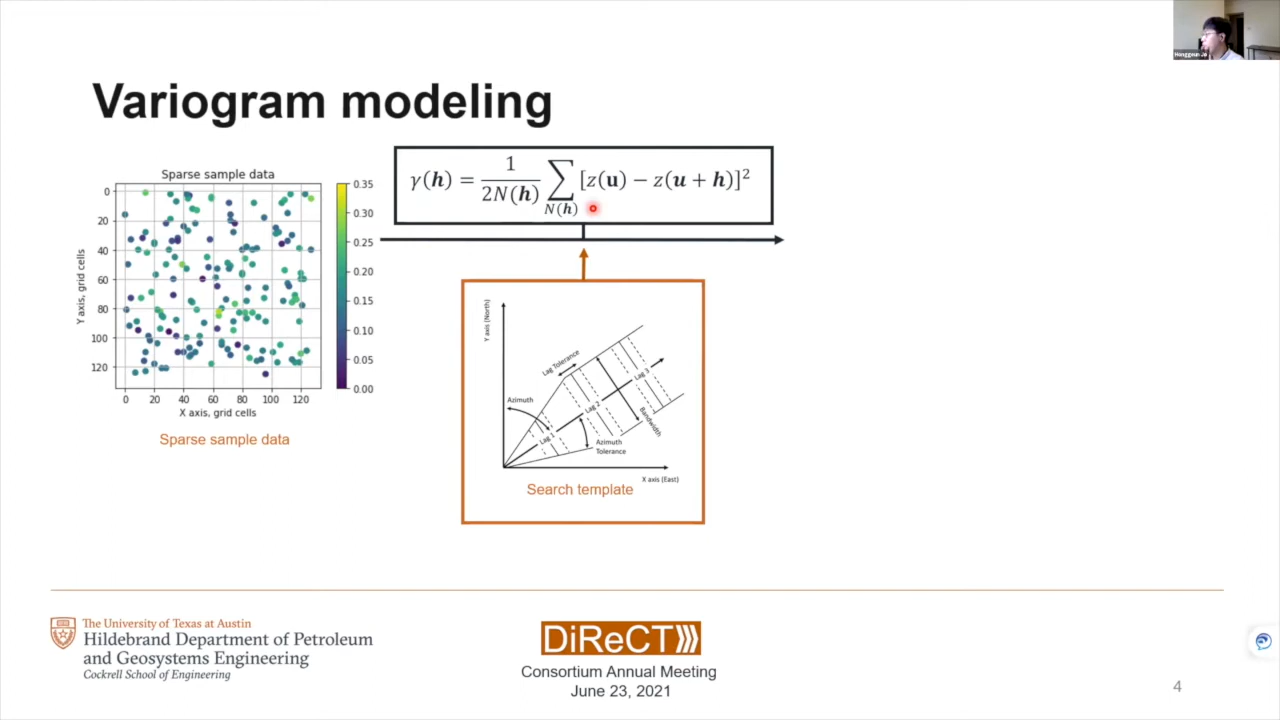 Honggeun Jo
Variogram modeling
γ(h) = 1/2N(h) ∑N(h) [z(u) − z(u + h)]²
Sparse sample data
0
20
40
60
80
100
120
Y axis, grid cells
0 20 40 60 80 100 120
X axis, grid cells
0.35
0.30
0.25
0.20
0.15
0.10
0.05
0.00
Sparse sample data
Y axis (North)
Lag Tolerance
Azimuth
Lag 1
Lag 2
Lag 3
Bandwidth
Azimuth
Tolerance
X axis (East)
Search template
The University of Texas at Austin
Hildebrand Department of Petroleum
and Geosystems Engineering
Cockrell School of Engineering
DiReCT
Consortium Annual Meeting
June 23, 2021
4